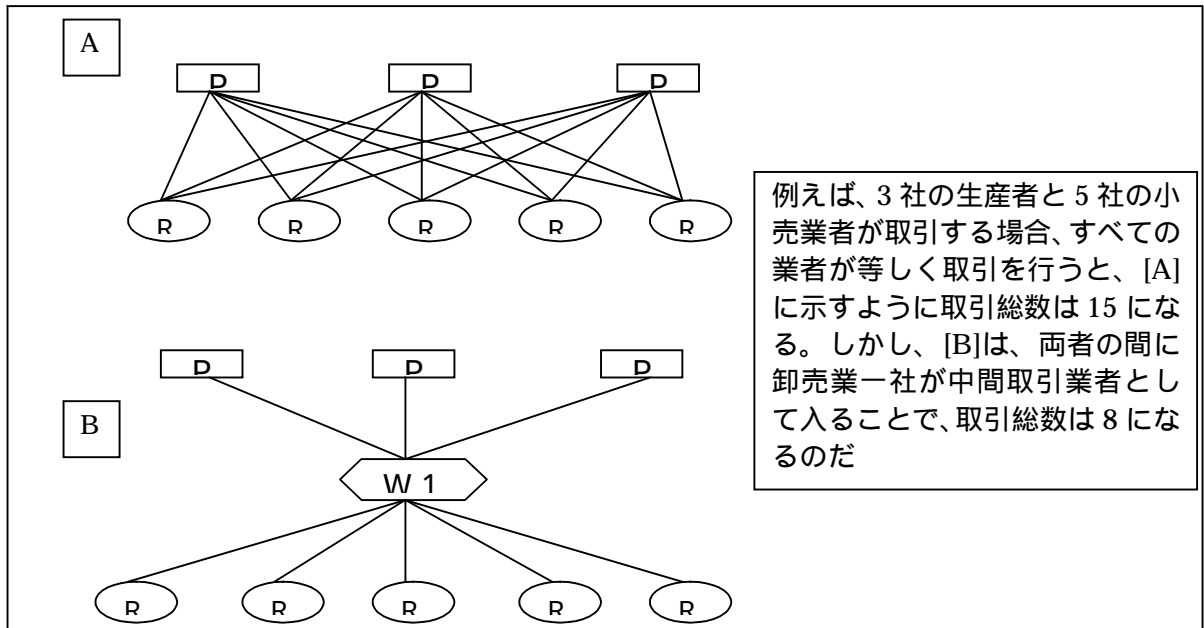 A
P P P
R R R R R
例えば、3 社の生産者と 5 社の小
売業者が取引する場合、すべての
業者が等しく取引を行うと、[A]
に示すように取引総数は 15 にな
る。しかし、[B]は、両者の間に
卸売業一社が中間取引業者とし
て入ることで、取引総数は 8 にな
るのだ
P P P
B
W 1
R R R R R